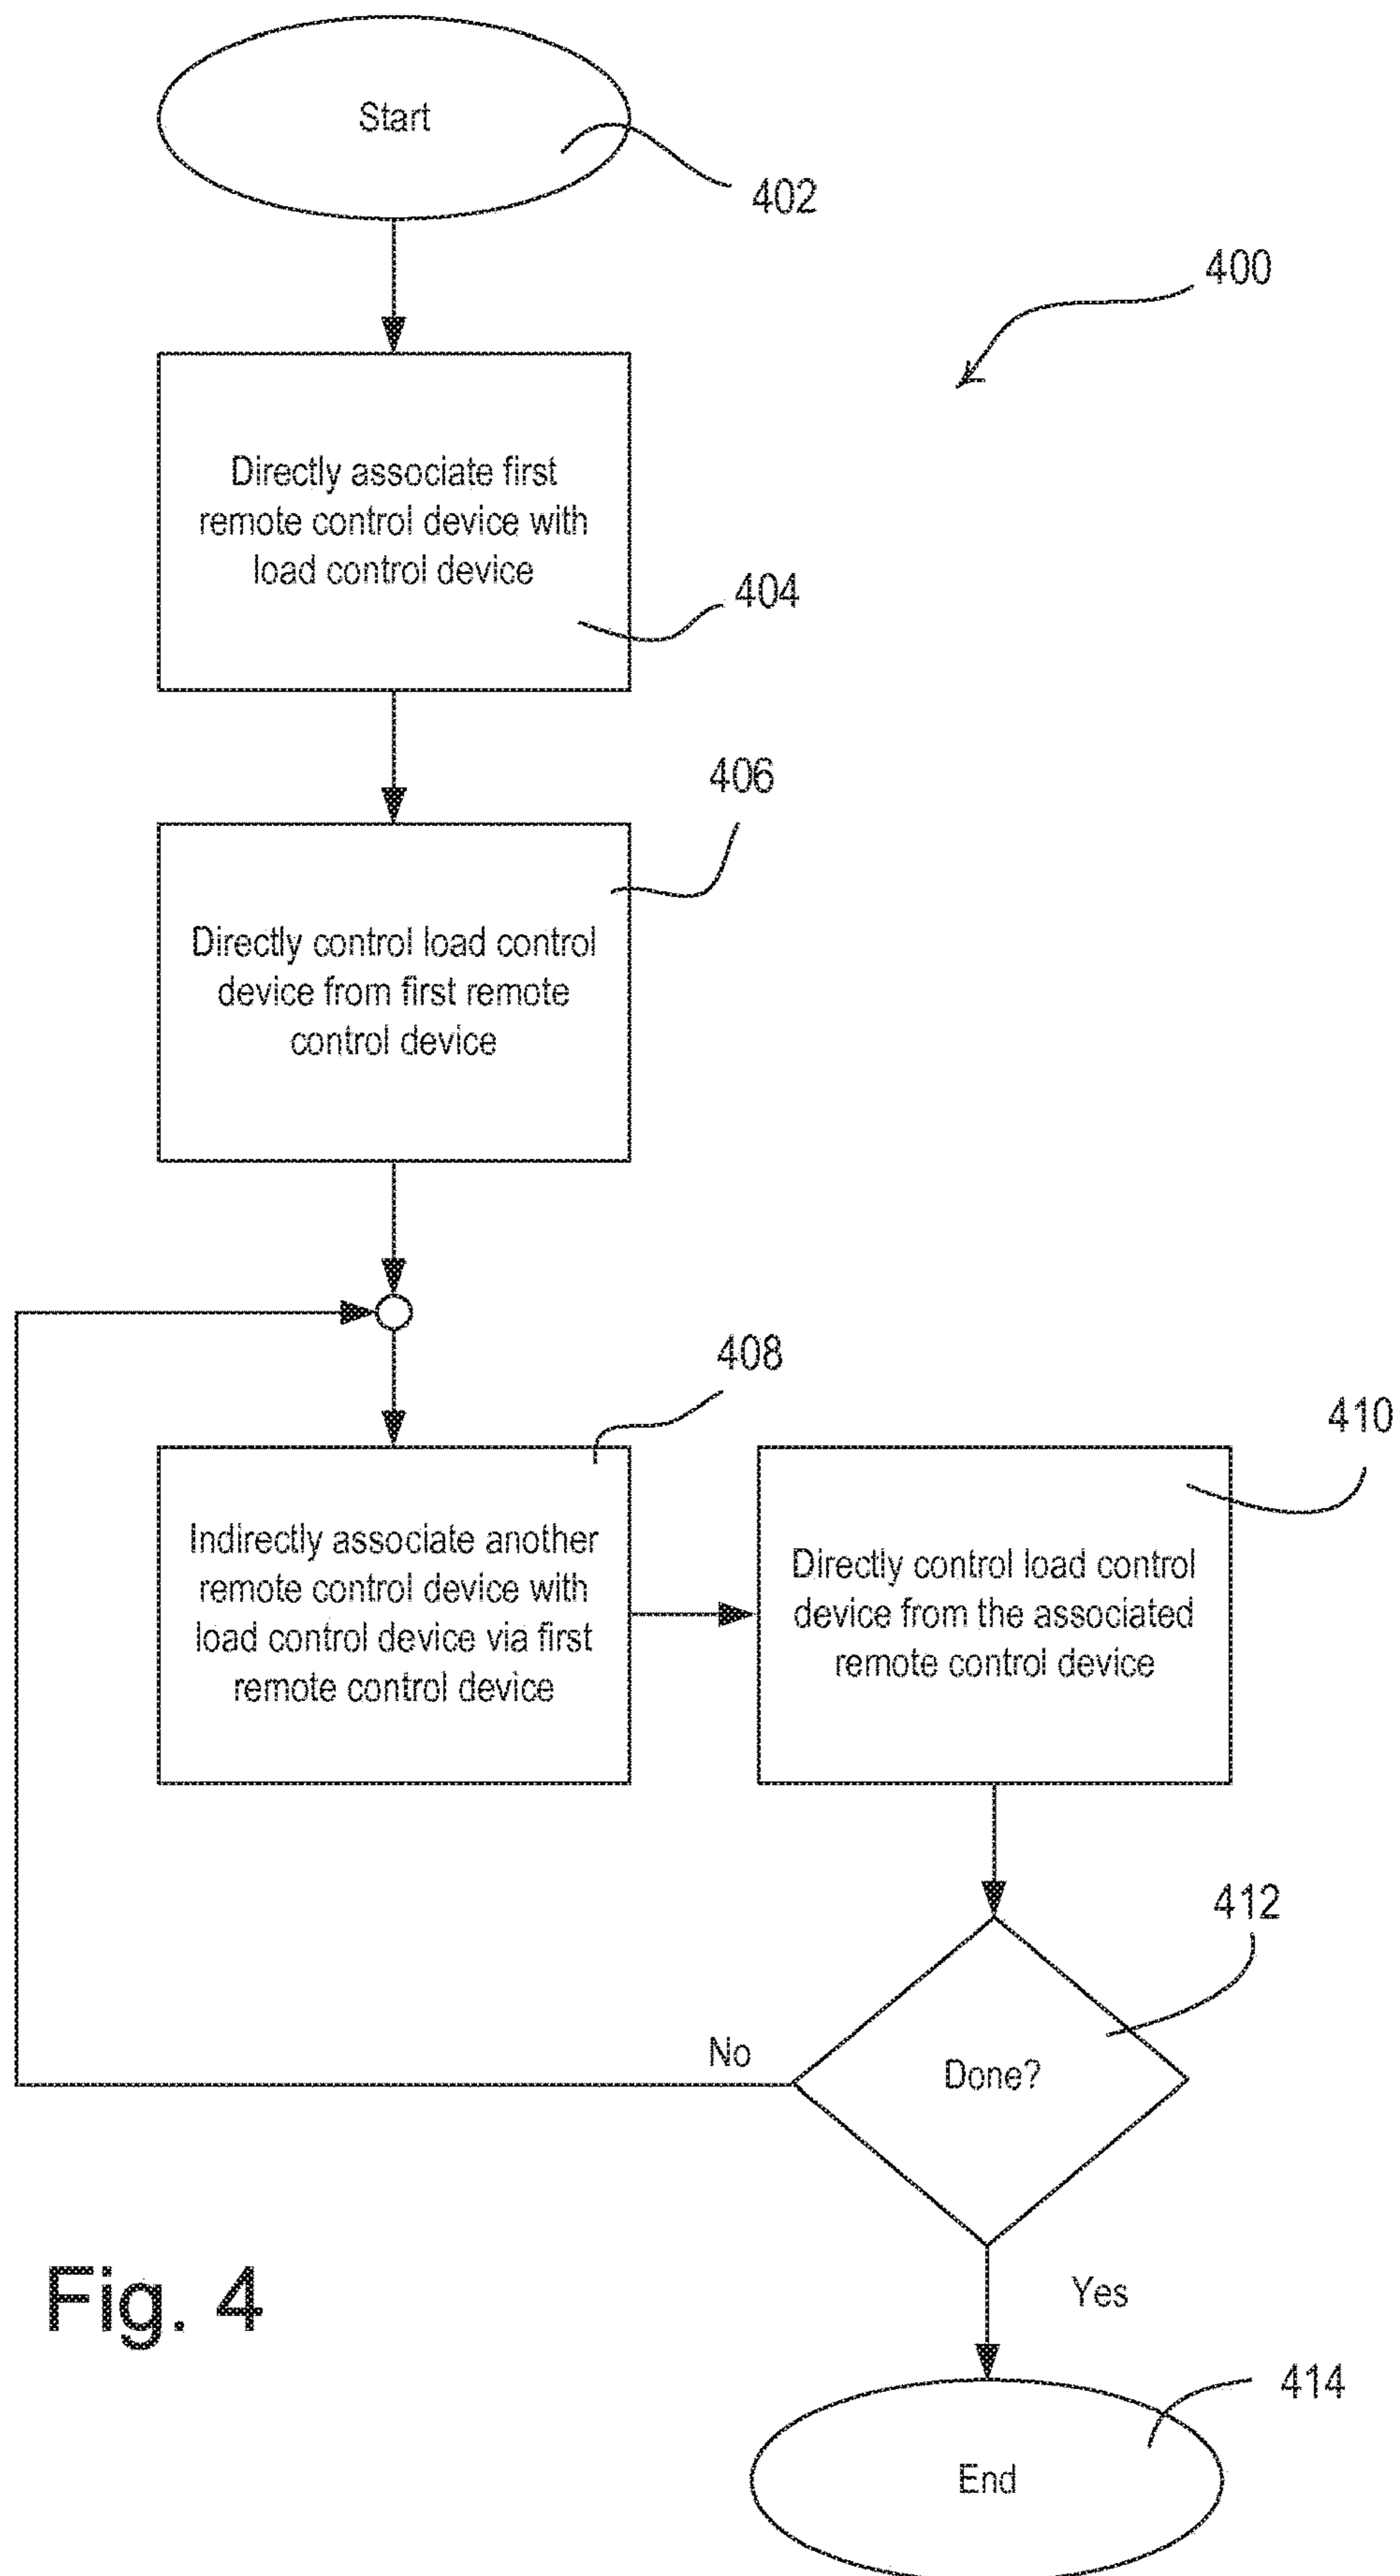 Start
402
400
Directly associate first
remote control device with
load control device
404
406
Directly control load control
device from first remote
control device
408
410
Indirectly associate another
remote control device with
load control device via first
remote control device
Directly control load control
device from the associated
remote control device
412
No
Done?
Yes
Fig. 4
414
End